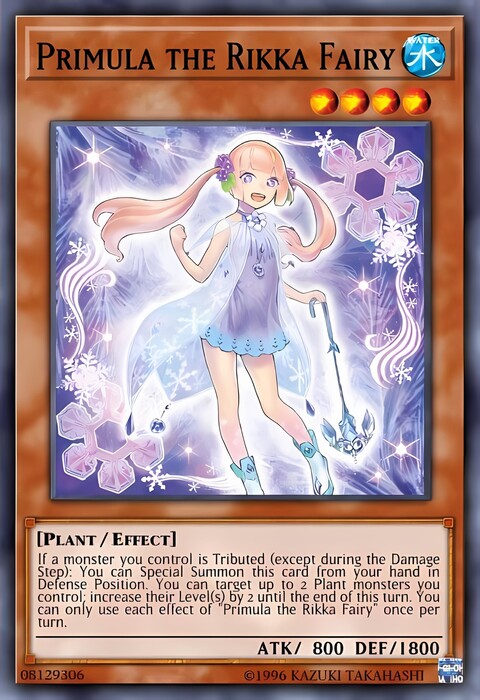 PRIMULA THE RIKKA FAIRY
WATER
水
[PLANT / EFFECT]
If a monster you control is Tributed (except during the Damage
Step): You can Special Summon this card from your hand in
Defense Position. You can target up to 2 Plant monsters you
control; increase their Level(s) by 2 until the end of this turn. You
can only use each effect of "Primula the Rikka Fairy" once per
turn.
ATK/ 800 DEF/1800
08129306
©1996 KAZUKI TAKAHASHI